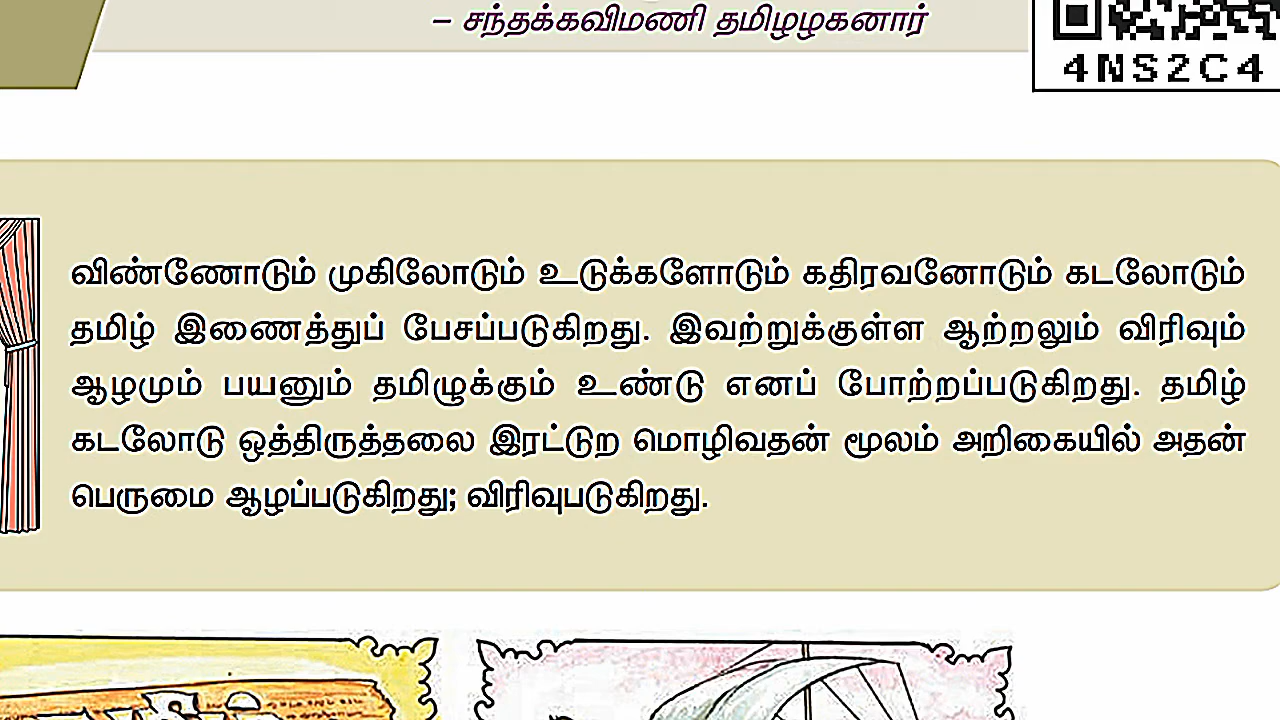 – சந்தக்கவிமணி தமிழழகனார்
4NS2C4
விண்ணோடும் முகிலோடும் உடுக்களோடும் கதிரவனோடும் கடலோடும்
தமிழ் இணைத்துப் பேசப்படுகிறது. இவற்றுக்குள்ள ஆற்றலும் விரிவும்
ஆழமும் பயனும் தமிழுக்கும் உண்டு எனப் போற்றப்படுகிறது. தமிழ்
கடலோடு ஒத்திருத்தலை இரட்டுற மொழிவதன் மூலம் அறிகையில் அதன்
பெருமை ஆழப்படுகிறது; விரிவுபடுகிறது.